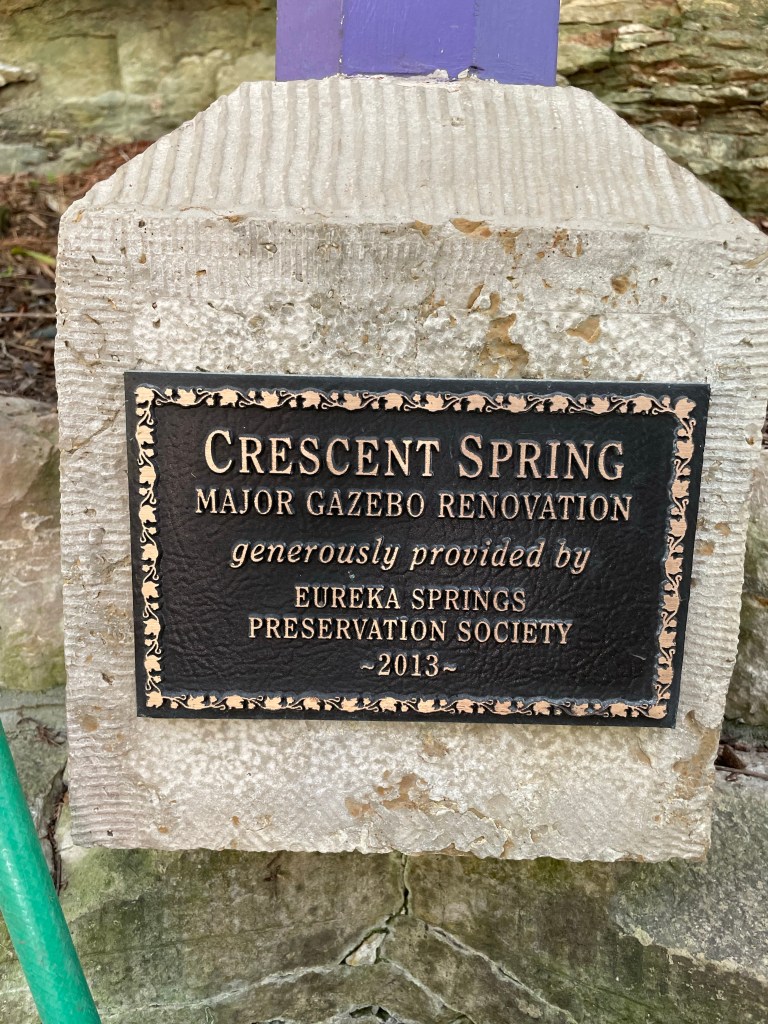 CRESCENT SPRING
MAJOR GAZEBO RENOVATION
generously provided by
EUREKA SPRINGS
PRESERVATION SOCIETY
~2013~